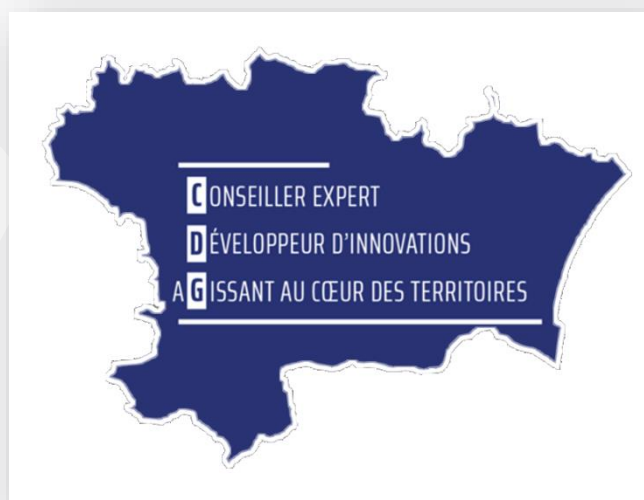 CONSEILLER EXPERT
DÉVELOPPEUR D'INNOVATIONS
AGISSANT AU CŒUR DES TERRITOIRES